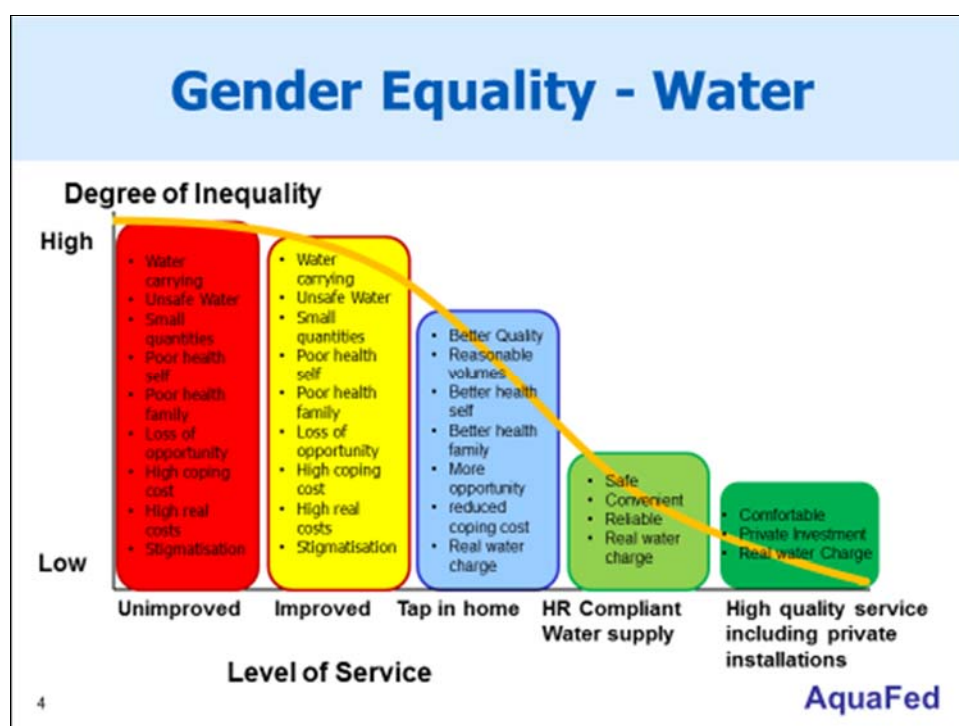 Gender Equality - Water
Degree of Inequality
High
Low
• Water
carrying
• Unsafe Water
• Small
quantities
• Poor health
self
• Poor health
family
• Loss of
opportunity
• High coping
cost
• High real
costs
• Stigmatisation
• Water
carrying
• Unsafe Water
• Small
quantities
• Poor health
self
• Poor health
family
• Loss of
opportunity
• High coping
cost
• High real
costs
• Stigmatisation
• Better Quality
• Reasonable
volumes
• Better health
self
• Better health
family
• More
opportunity
• reduced
coping cost
• Real water
charge
• Safe
• Convenient
• Reliable
• Real water
charge
• Comfortable
• Private Investment
• Real water Charge
Unimproved
Improved
Tap in home
HR Compliant
Water supply
High quality service
including private
installations
Level of Service
4
AquaFed